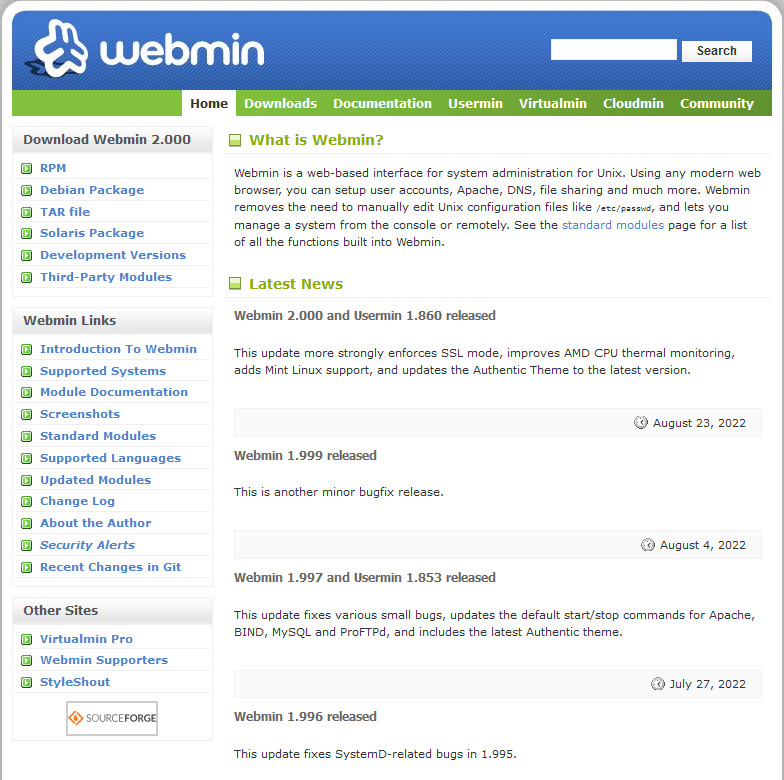 webmin
Search
Home Downloads Documentation Usermin Virtualmin Cloudmin Community
Download Webmin 2.000
RPM
Debian Package
TAR file
Solaris Package
Development Versions
Third-Party Modules
Webmin Links
Introduction To Webmin
Supported Systems
Module Documentation
Screenshots
Standard Modules
Supported Languages
Updated Modules
Change Log
About the Author
Security Alerts
Recent Changes in Git
Other Sites
Virtualmin Pro
Webmin Supporters
StyleShout
SOURCEFORGE
What is Webmin?
Webmin is a web-based interface for system administration for Unix. Using any modern web
browser, you can setup user accounts, Apache, DNS, file sharing and much more. Webmin
removes the need to manually edit Unix configuration files like /etc/passwd, and lets you
manage a system from the console or remotely. See the standard modules page for a list
of all the functions built into Webmin.
Latest News
Webmin 2.000 and Usermin 1.860 released
This update more strongly enforces SSL mode, improves AMD CPU thermal monitoring,
adds Mint Linux support, and updates the Authentic Theme to the latest version.
August 23, 2022
Webmin 1.999 released
This is another minor bugfix release.
August 4, 2022
Webmin 1.997 and Usermin 1.853 released
This update fixes various small bugs, updates the default start/stop commands for Apache,
BIND, MySQL and ProFTPd, and includes the latest Authentic theme.
July 27, 2022
Webmin 1.996 released
This update fixes SystemD-related bugs in 1.995.